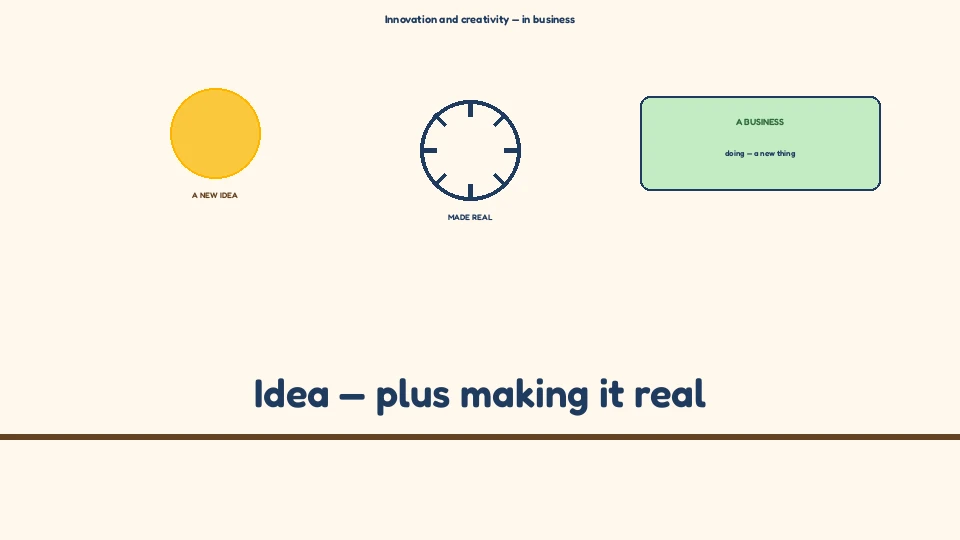 Innovation and creativity – in business
A NEW IDEA
MADE REAL
A BUSINESS
doing – a new thing
Idea – plus making it real